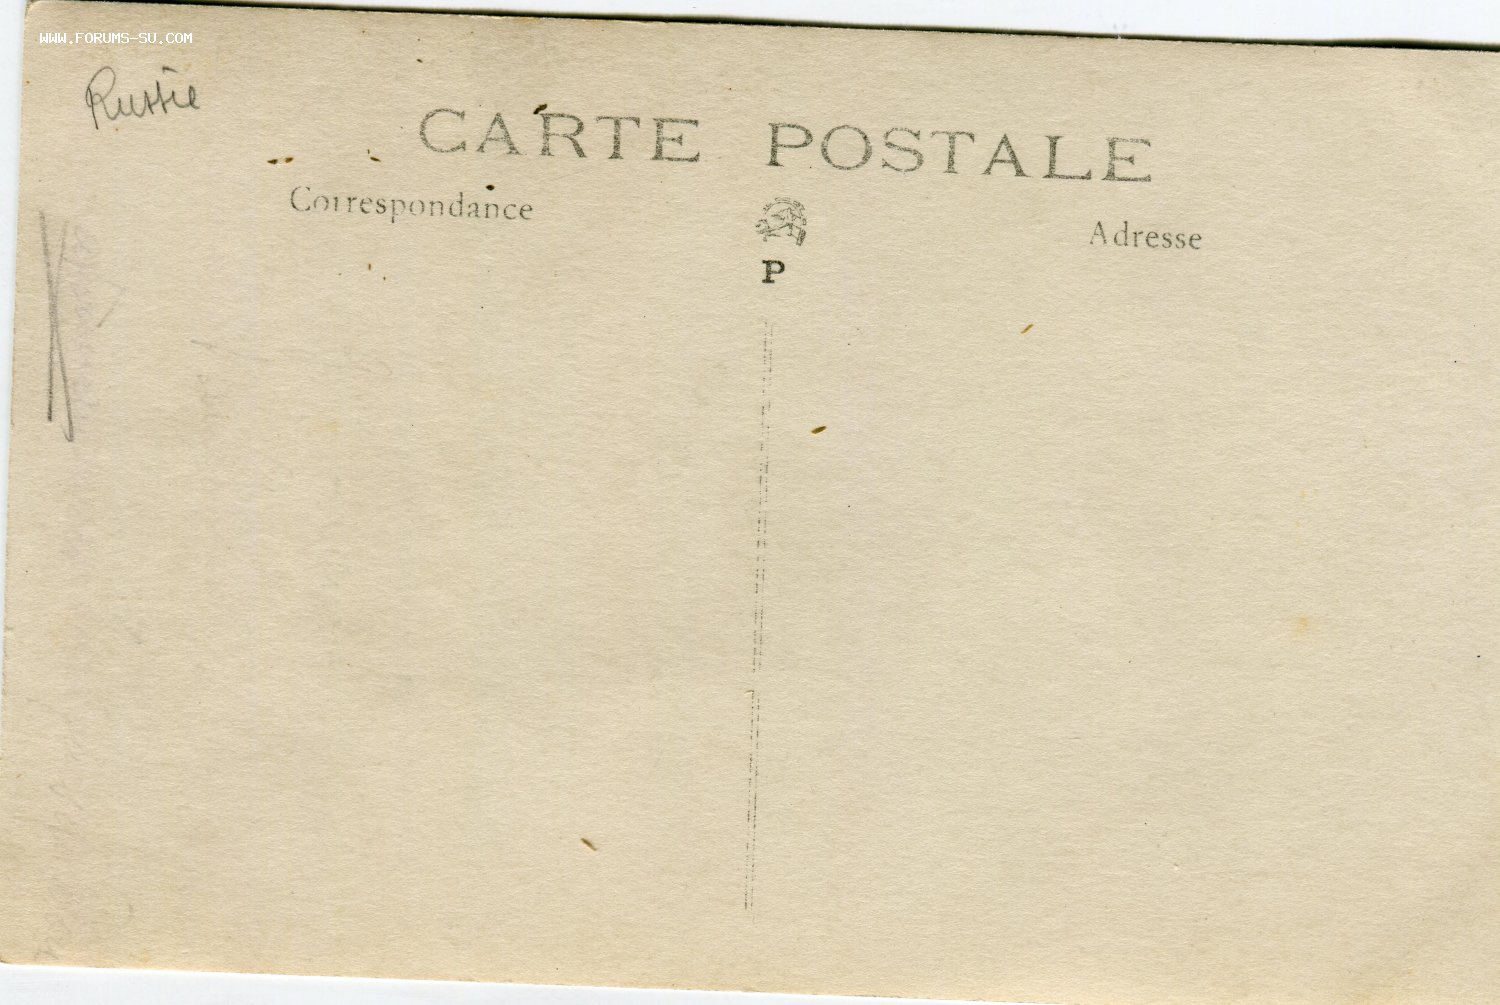 WWW.FORUMS-SU.COM
Russie
CARTE POSTALE
Correspondance
Adresse
P